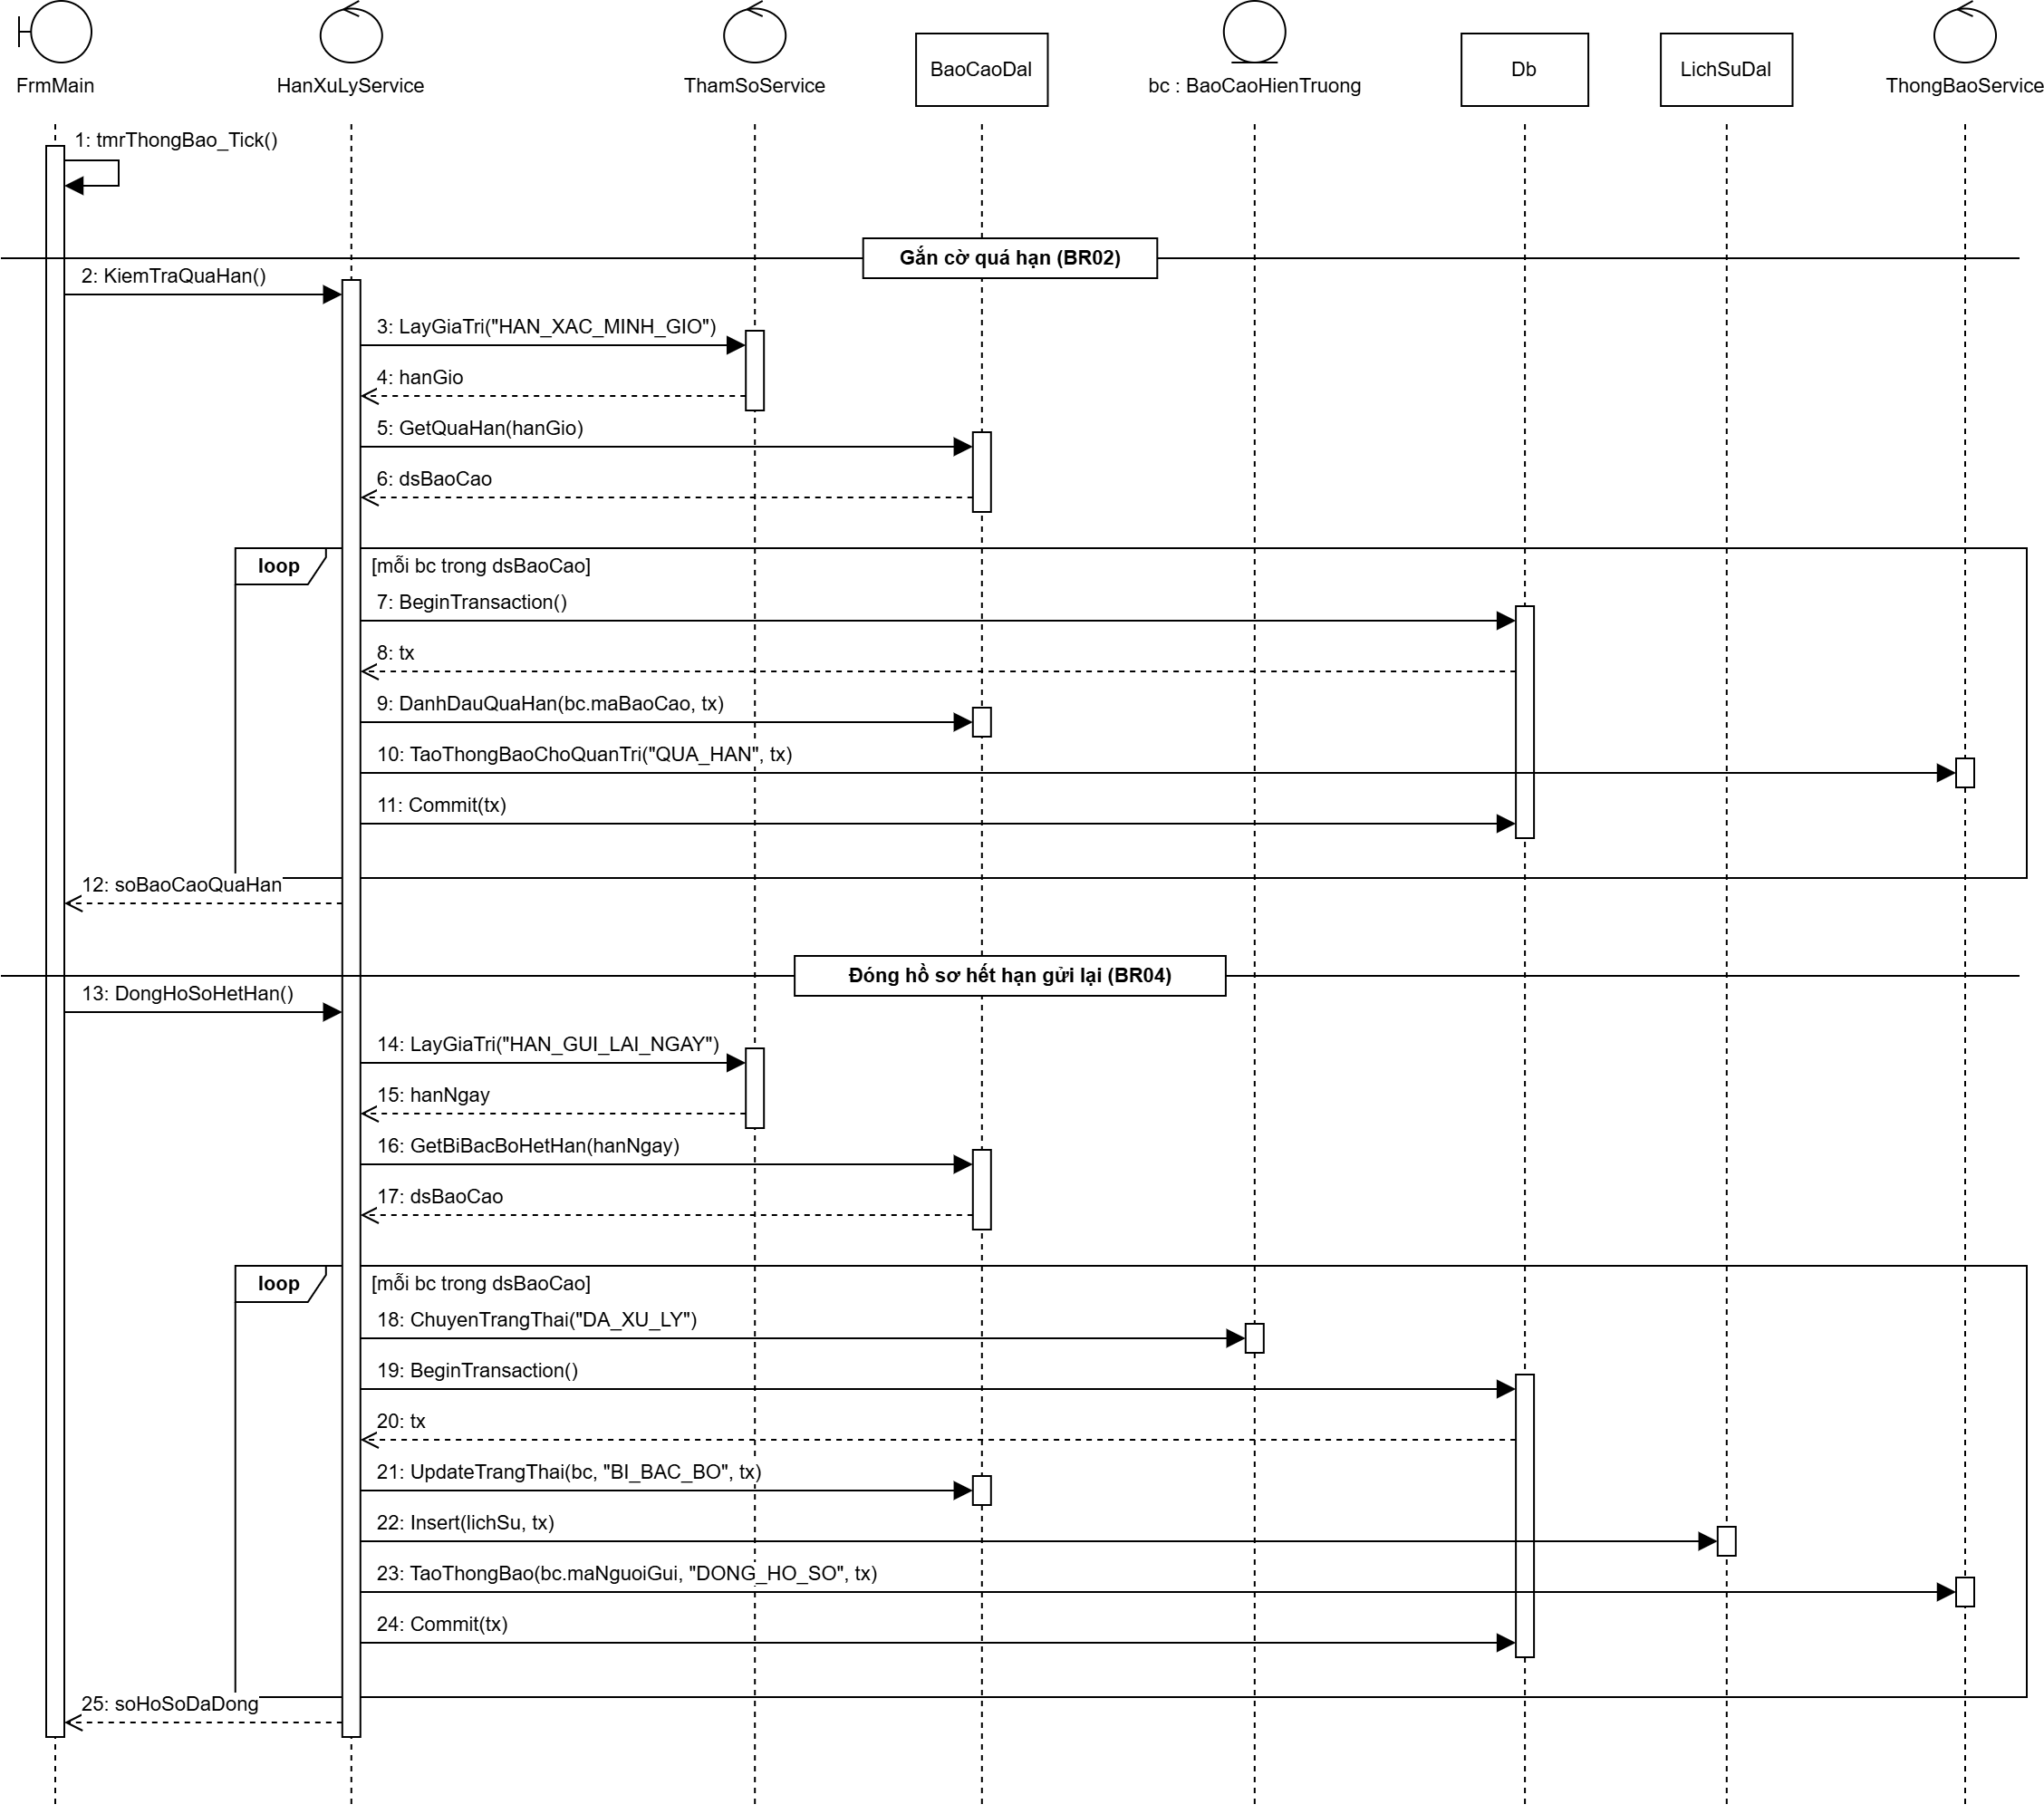 FrmMain
HanXuLyService
ThamSoService
BaoCaoDal
bc : BaoCaoHienTruong
Db
LichSuDal
ThongBaoService
1: tmrThongBao_Tick()
Gắn cờ quá hạn (BR02)
2: KiemTraQuaHan()
3: LayGiaTri("HAN_XAC_MINH_GIO")
4: hanGio
5: GetQuaHan(hanGio)
6: dsBaoCao
loop
[mỗi bc trong dsBaoCao]
7: BeginTransaction()
8: tx
9: DanhDauQuaHan(bc.maBaoCao, tx)
10: TaoThongBaoChoQuanTri("QUA_HAN", tx)
11: Commit(tx)
12: soBaoCaoQuaHan
Đóng hồ sơ hết hạn gửi lại (BR04)
13: DongHoSoHetHan()
14: LayGiaTri("HAN_GUI_LAI_NGAY")
15: hanNgay
16: GetBiBacBoHetHan(hanNgay)
17: dsBaoCao
loop
[mỗi bc trong dsBaoCao]
18: ChuyenTrangThai("DA_XU_LY")
19: BeginTransaction()
20: tx
21: UpdateTrangThai(bc, "BI_BAC_BO", tx)
22: Insert(lichSu, tx)
23: TaoThongBao(bc.maNguoiGui, "DONG_HO_SO", tx)
24: Commit(tx)
25: soHoSoDaDong